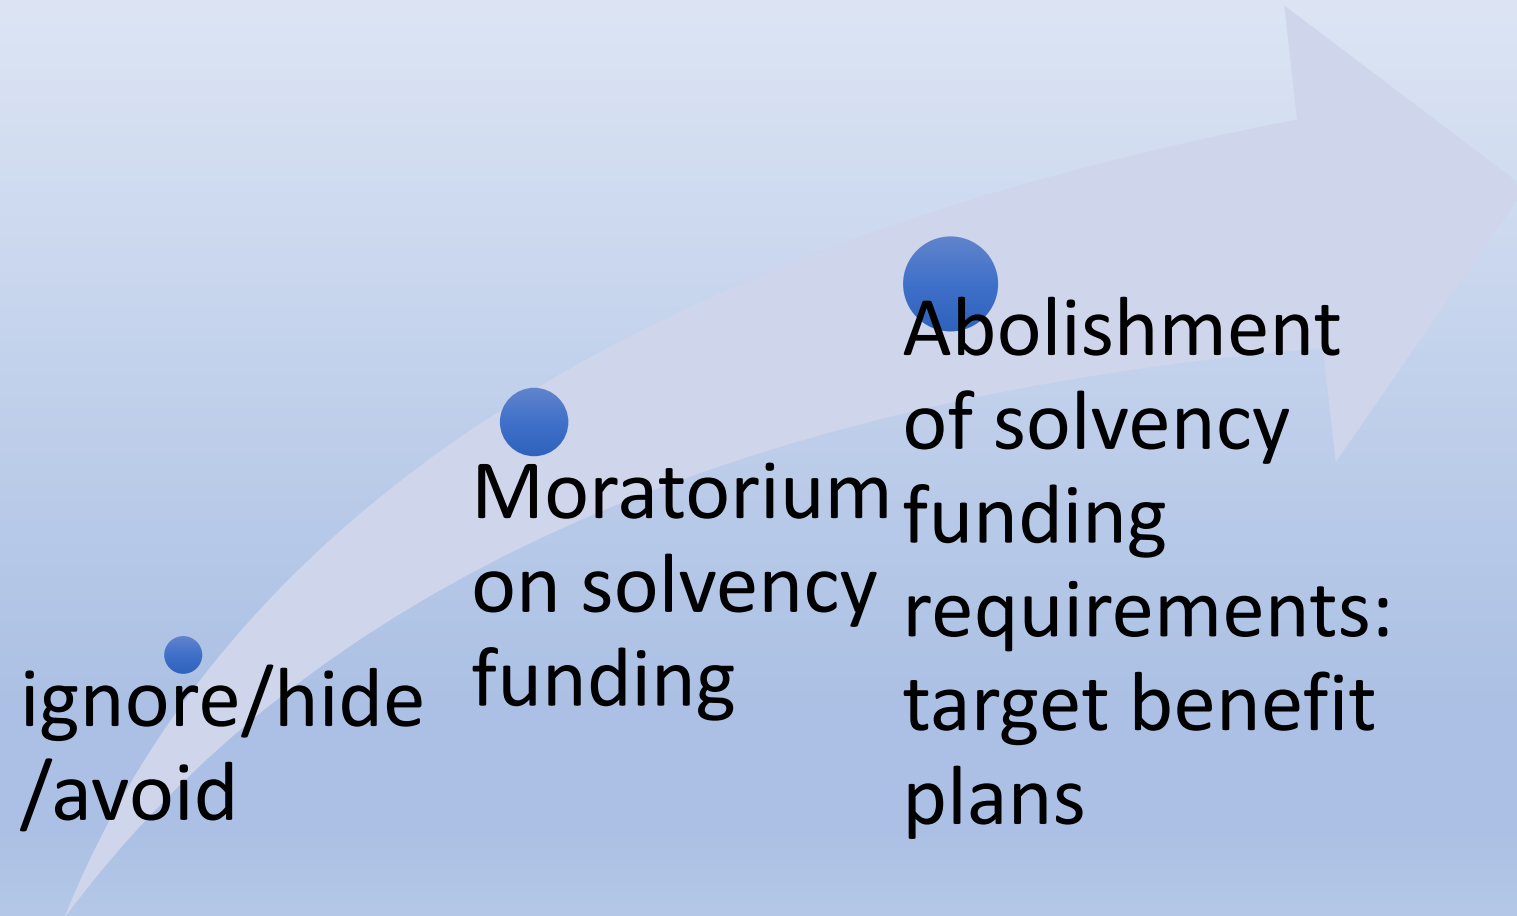 ignore/hide
/avoid
Moratorium
on solvency
funding
Abolishment
of solvency
funding
requirements:
target benefit
plans